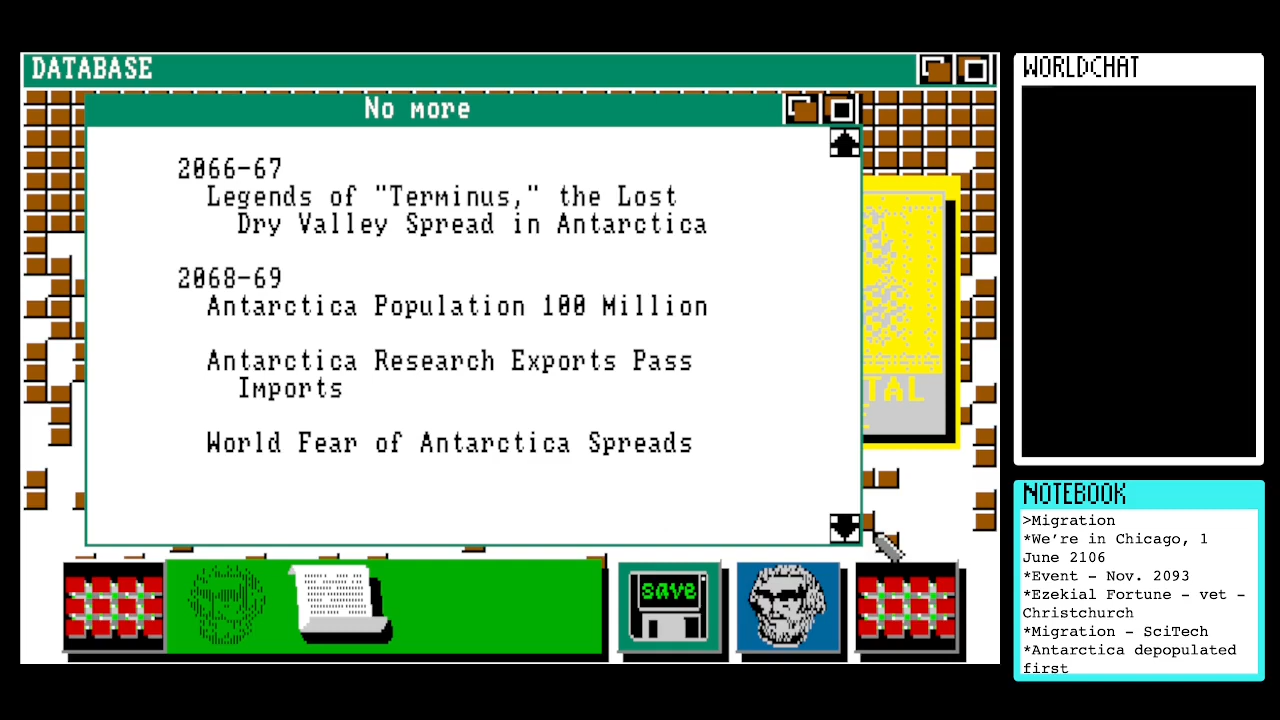 DATABASE
No more
2066-67
Legends of "Terminus," the Lost
Dry Valley Spread in Antarctica
2068-69
Antarctica Population 100 Million
Antarctica Research Exports Pass
Imports
World Fear of Antarctica Spreads
TAL
save
WORLDCHAT
NOTEBOOK
>Migration
*We're in Chicago, 1
June 2106
*Event - Nov. 2093
*Ezekial Fortune - vet -
Christchurch
*Migration - SciTech
*Antarctica depopulated
first